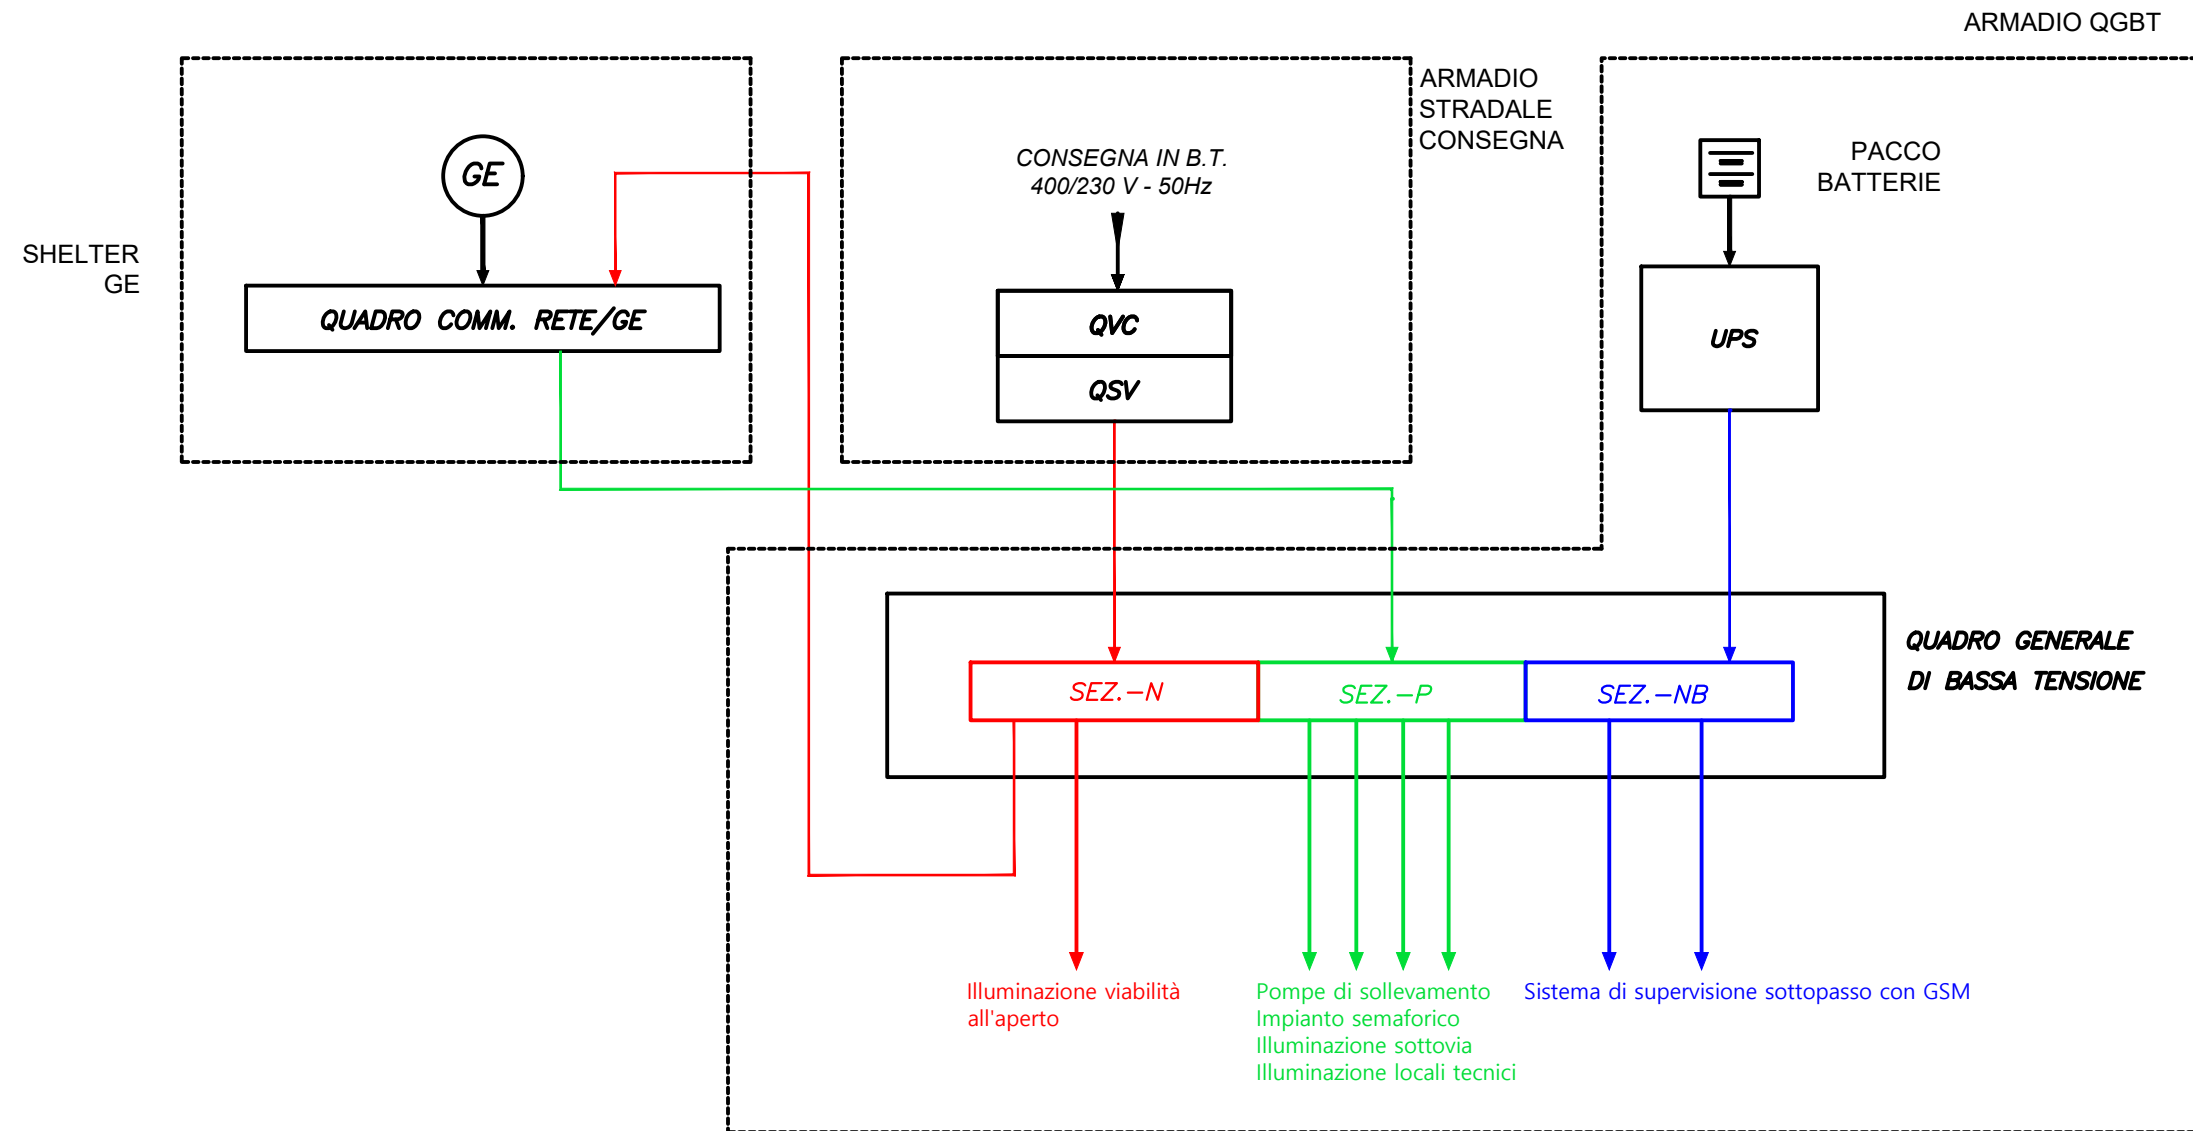 ARMADIO QGBT
ARMADIO
STRADALE
CONSEGNA
GE
CONSEGNA IN B.T.
400/230 V - 50Hz
PACCO
BATTERIE
SHELTER
GE
QUADRO COMM. RETE/GE
QVC
QSV
UPS
QUADRO GENERALE
DI BASSA TENSIONE
SEZ.-N
SEZ.-P
SEZ.-NB
Illuminazione viabilità
all'aperto
Pompe di sollevamento
Impianto semaforico
Illuminazione sottovia
Illuminazione locali tecnici
Sistema di supervisione sottopasso con GSM